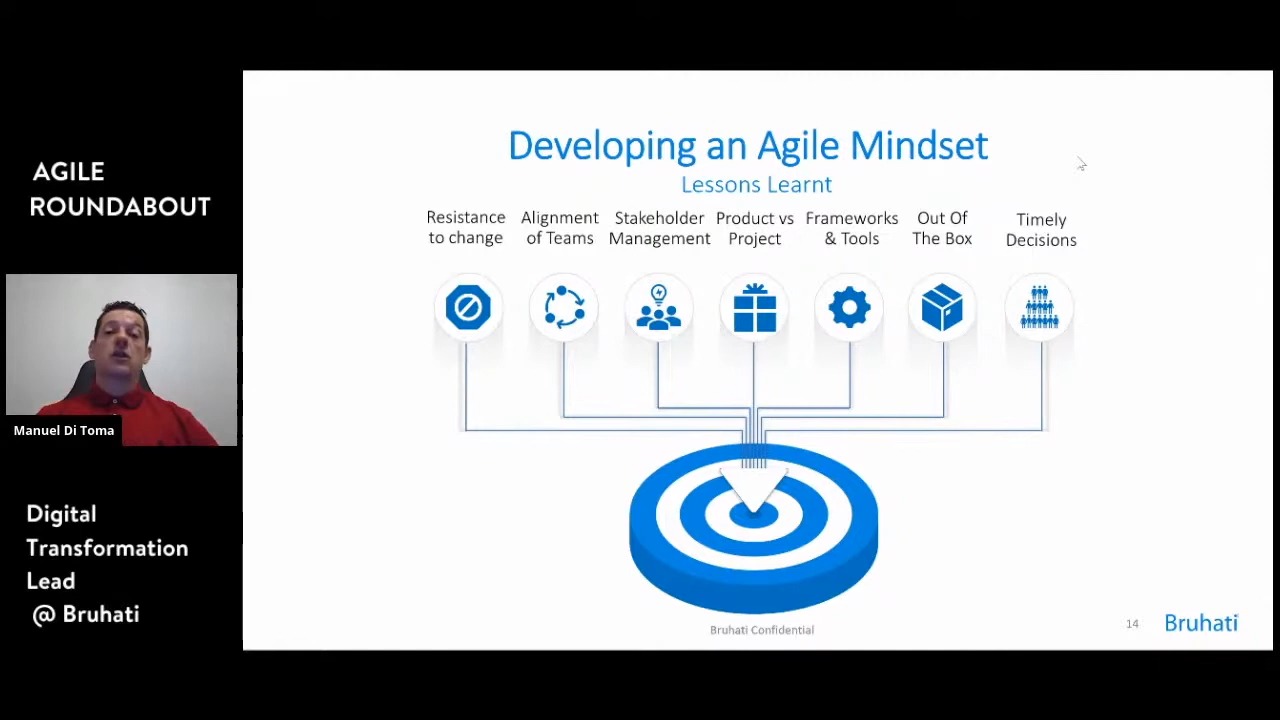 AGILE
ROUNDABOUT
Manuel Di Toma
Digital
Transformation
Lead
@ Bruhati
Developing an Agile Mindset
Lessons Learnt
Resistance
to change
Alignment
of Teams
Stakeholder
Management
Product vs
Project
Frameworks
& Tools
Out Of
The Box
Timely
Decisions
Bruhati Confidential
14
Bruhati